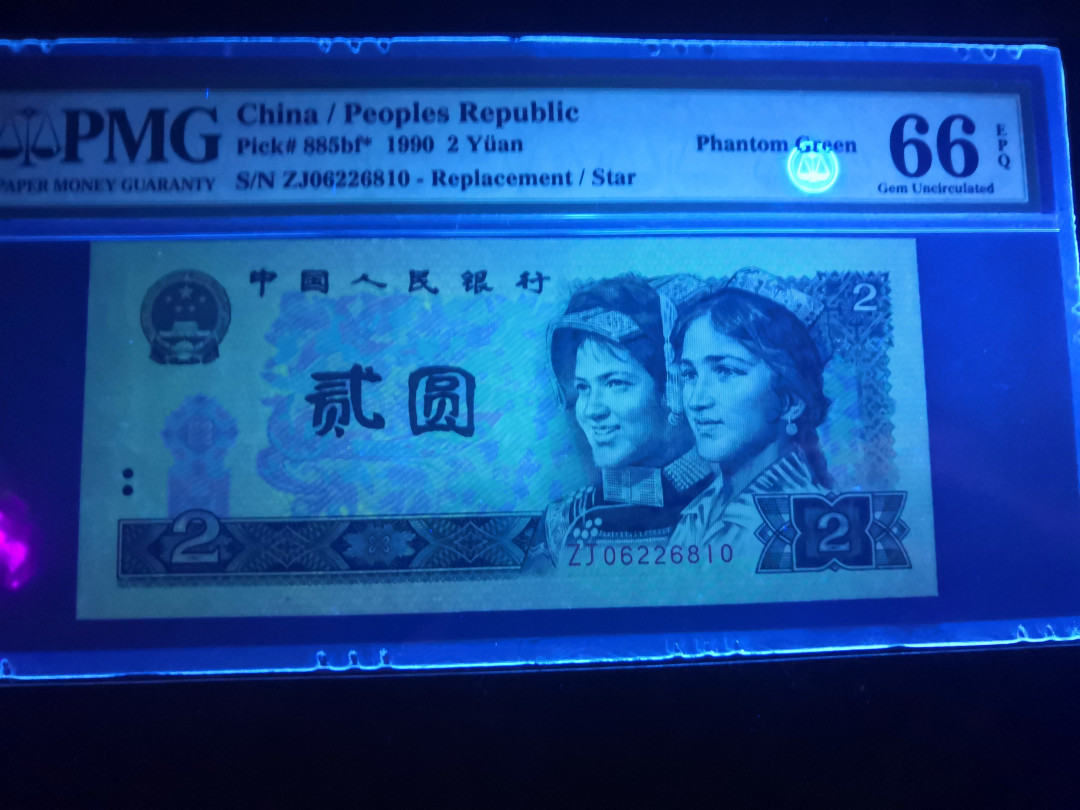 PMG
PAPER MONEY GUARANTY
China / Peoples Republic
Pick# 885bf* 1990 2 Yüan
S/N ZJ06226810 - Replacement / Star
Phantom Green
66
EPQ
Gem Uncirculated
中国人民银行
2
贰圆
2
2
ZJ06226810